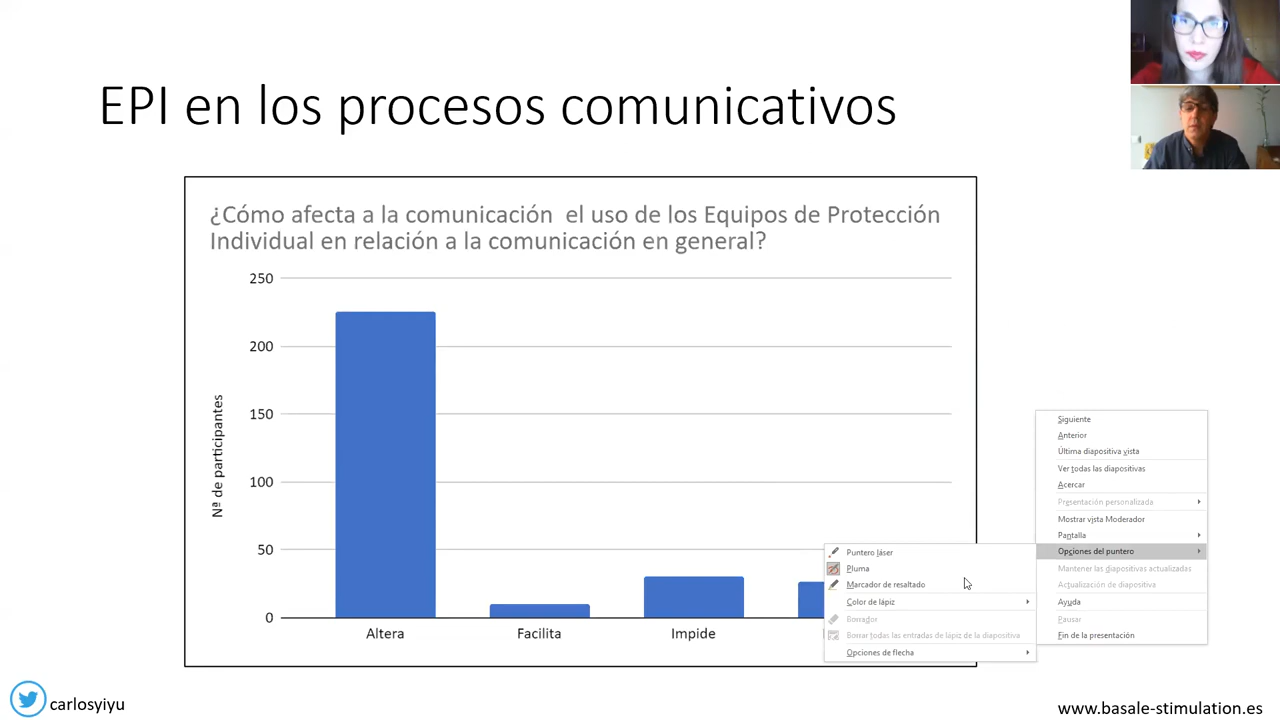 EPI en los procesos comunicativos
¿Cómo afecta a la comunicación el uso de los Equipos de Protección
Individual en relación a la comunicación en general?
250
200
150
100
50
0
Nª de participantes
Altera
Facilita
Impide
Siguiente
Anterior
Última diapositiva vista
Ver todas las diapositivas
Acercar
Presentación personalizada
Mostrar vista Moderador
Pantalla
Opciones del puntero
Mantener las diapositivas actualizadas
Actualización de diapositiva
Ayuda
Pausar
Fin de la presentación
Puntero láser
Pluma
Marcador de resaltado
Color de lápiz
Borrador
Borrar todas las entradas de lápiz de la diapositiva
Opciones de flecha
carlosyiyu
www.basale-stimulation.es